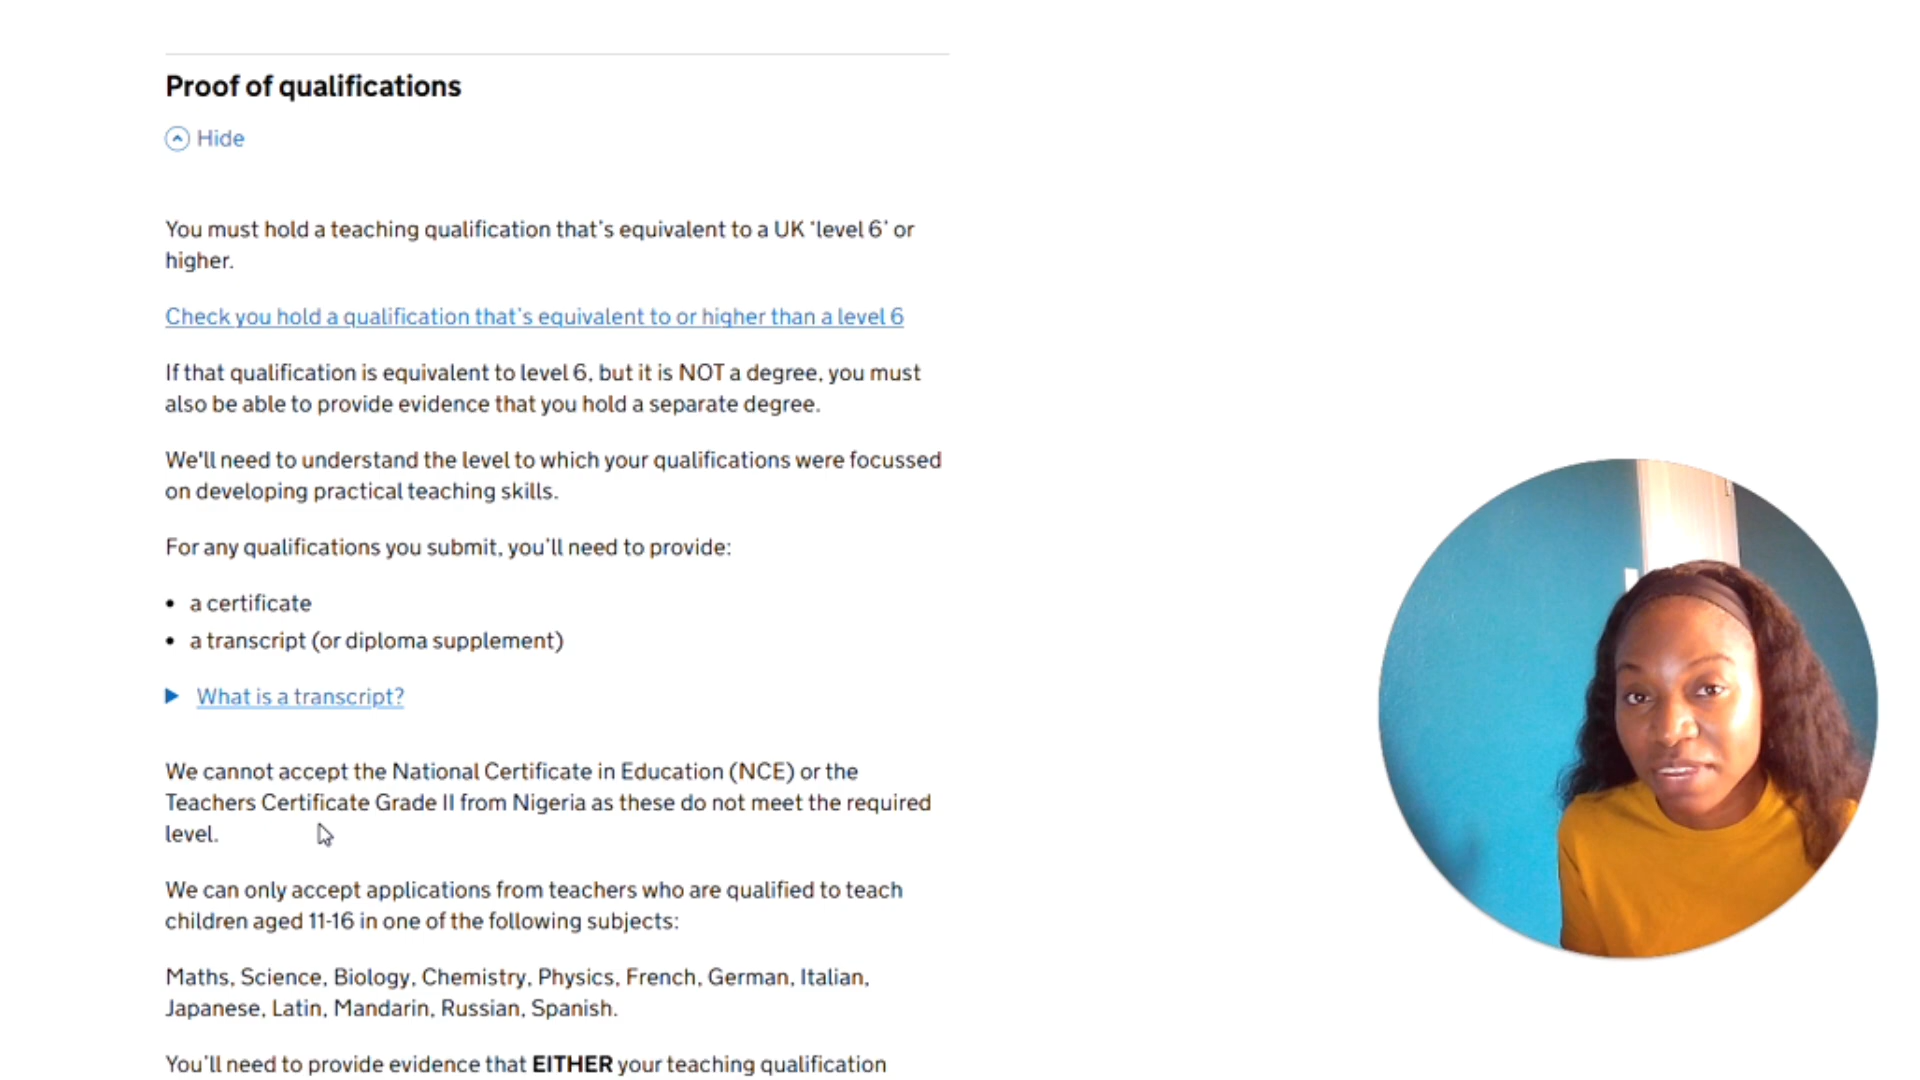 Proof of qualifications
Hide
You must hold a teaching qualification that's equivalent to a UK 'level 6' or
higher.
Check you hold a qualification that's equivalent to or higher than a level 6
If that qualification is equivalent to level 6, but it is NOT a degree, you must
also be able to provide evidence that you hold a separate degree.
We'll need to understand the level to which your qualifications were focussed
on developing practical teaching skills.
For any qualifications you submit, you'll need to provide:
• a certificate
• a transcript (or diploma supplement)
What is a transcript?
We cannot accept the National Certificate in Education (NCE) or the
Teachers Certificate Grade II from Nigeria as these do not meet the required
level.
We can only accept applications from teachers who are qualified to teach
children aged 11-16 in one of the following subjects:
Maths, Science, Biology, Chemistry, Physics, French, German, Italian,
Japanese, Latin, Mandarin, Russian, Spanish.
You'll need to provide evidence that EITHER your teaching qualification